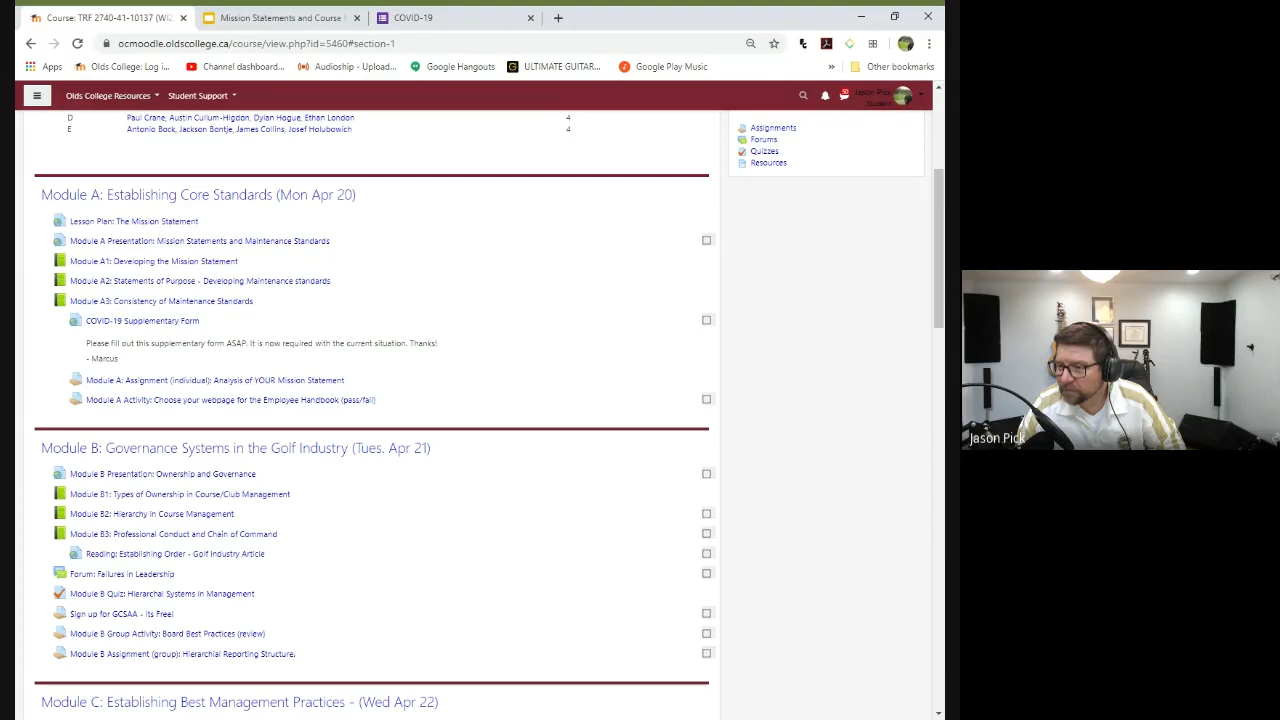 Course: TRF 2740-41-10137 (WI2
Mission Statements and Course
COVID-19
ocmoodle.oldscollege.ca/course/view.php?id=5460#section-1
Apps
Olds College: Log i...
Channel dashboard...
Audioship - Upload...
Google Hangouts
ULTIMATE GUITAR...
Google Play Music
»
Other bookmarks
Olds College Resources
Student Support
Jason Pick
Student
D Paul Crane, Austin Cullum-Higdon, Dylan Hogue, Ethan London 4
E Antonio Bock, Jackson Bontje, James Collins, Josef Holubowich 4
Assignments
Forums
Quizzes
Resources
Module A: Establishing Core Standards (Mon Apr 20)
Lesson Plan: The Mission Statement
Module A Presentation: Mission Statements and Maintenance Standards
Module A1: Developing the Mission Statement
Module A2: Statements of Purpose - Developing Maintenance standards
Module A3: Consistency of Maintenance Standards
COVID-19 Supplementary Form
Please fill out this supplementary form ASAP. It is now required with the current situation. Thanks!
- Marcus
Module A: Assignment (individual): Analysis of YOUR Mission Statement
Module A Activity: Choose your webpage for the Employee Handbook (pass/fail)
Module B: Governance Systems in the Golf Industry (Tues. Apr 21)
Module B Presentation: Ownership and Governance
Module B1: Types of Ownership in Course/Club Management
Module B2: Hierarchy in Course Management
Module B3: Professional Conduct and Chain of Command
Reading: Establishing Order - Golf Industry Article
Forum: Failures in Leadership
Module B Quiz: Hierarchal Systems in Management
Sign up for GCSAA - Its Free!
Module B Group Activity: Board Best Practices (review)
Module B Assignment (group): Hierarchial Reporting Structure.
Module C: Establishing Best Management Practices - (Wed Apr 22)
Jason Pick